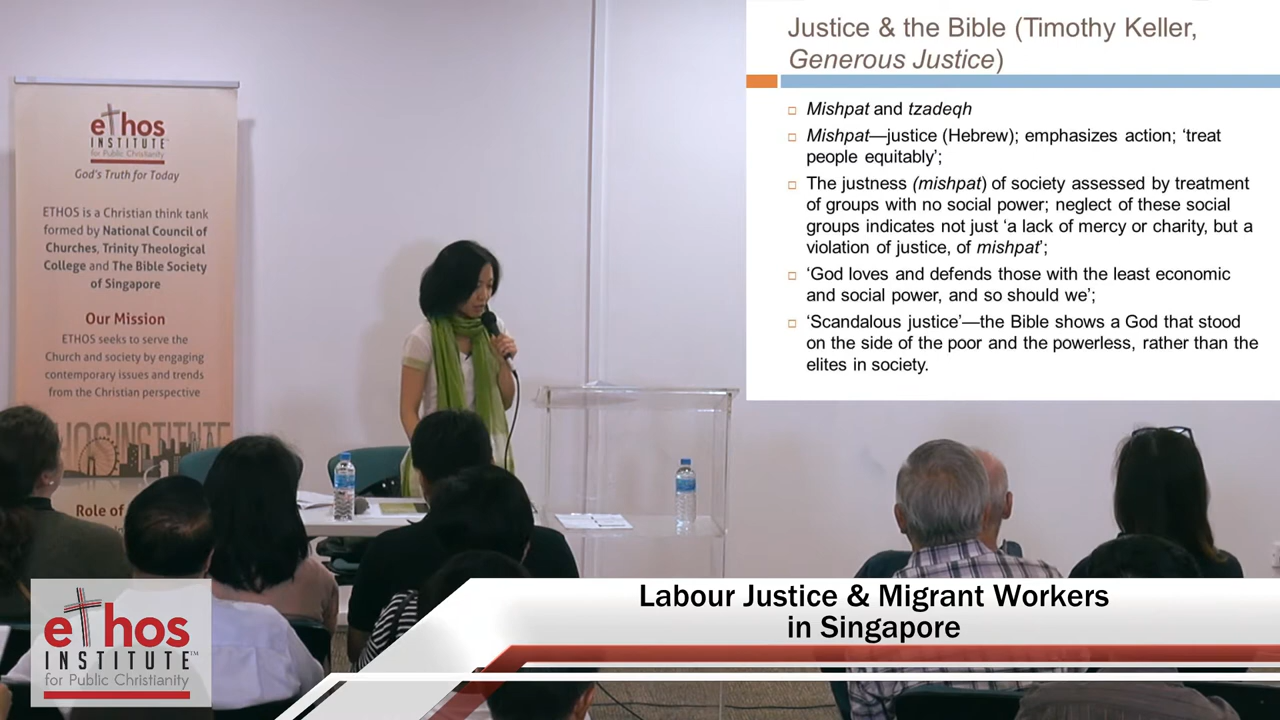 ethos
INSTITUTE™
for Public Christianity
God's Truth for Today
ETHOS is a Christian think tank
formed by National Council of
Churches, Trinity Theological
College and The Bible Society
of Singapore
Our Mission
ETHOS seeks to serve the
Church and society by engaging
contemporary issues and trends
from the Christian perspective
INSTITUTE
Role of
Justice & the Bible (Timothy Keller,
Generous Justice)
Mishpat and tzadeqh
Mishpat—justice (Hebrew); emphasizes action; ‘treat
people equitably’;
The justness (mishpat) of society assessed by treatment
of groups with no social power; neglect of these social
groups indicates not just ‘a lack of mercy or charity, but a
violation of justice, of mishpat’;
‘God loves and defends those with the least economic
and social power, and so should we’;
‘Scandalous justice’—the Bible shows a God that stood
on the side of the poor and the powerless, rather than the
elites in society.
ethos
INSTITUTE™
for Public Christianity
Labour Justice & Migrant Workers
in Singapore